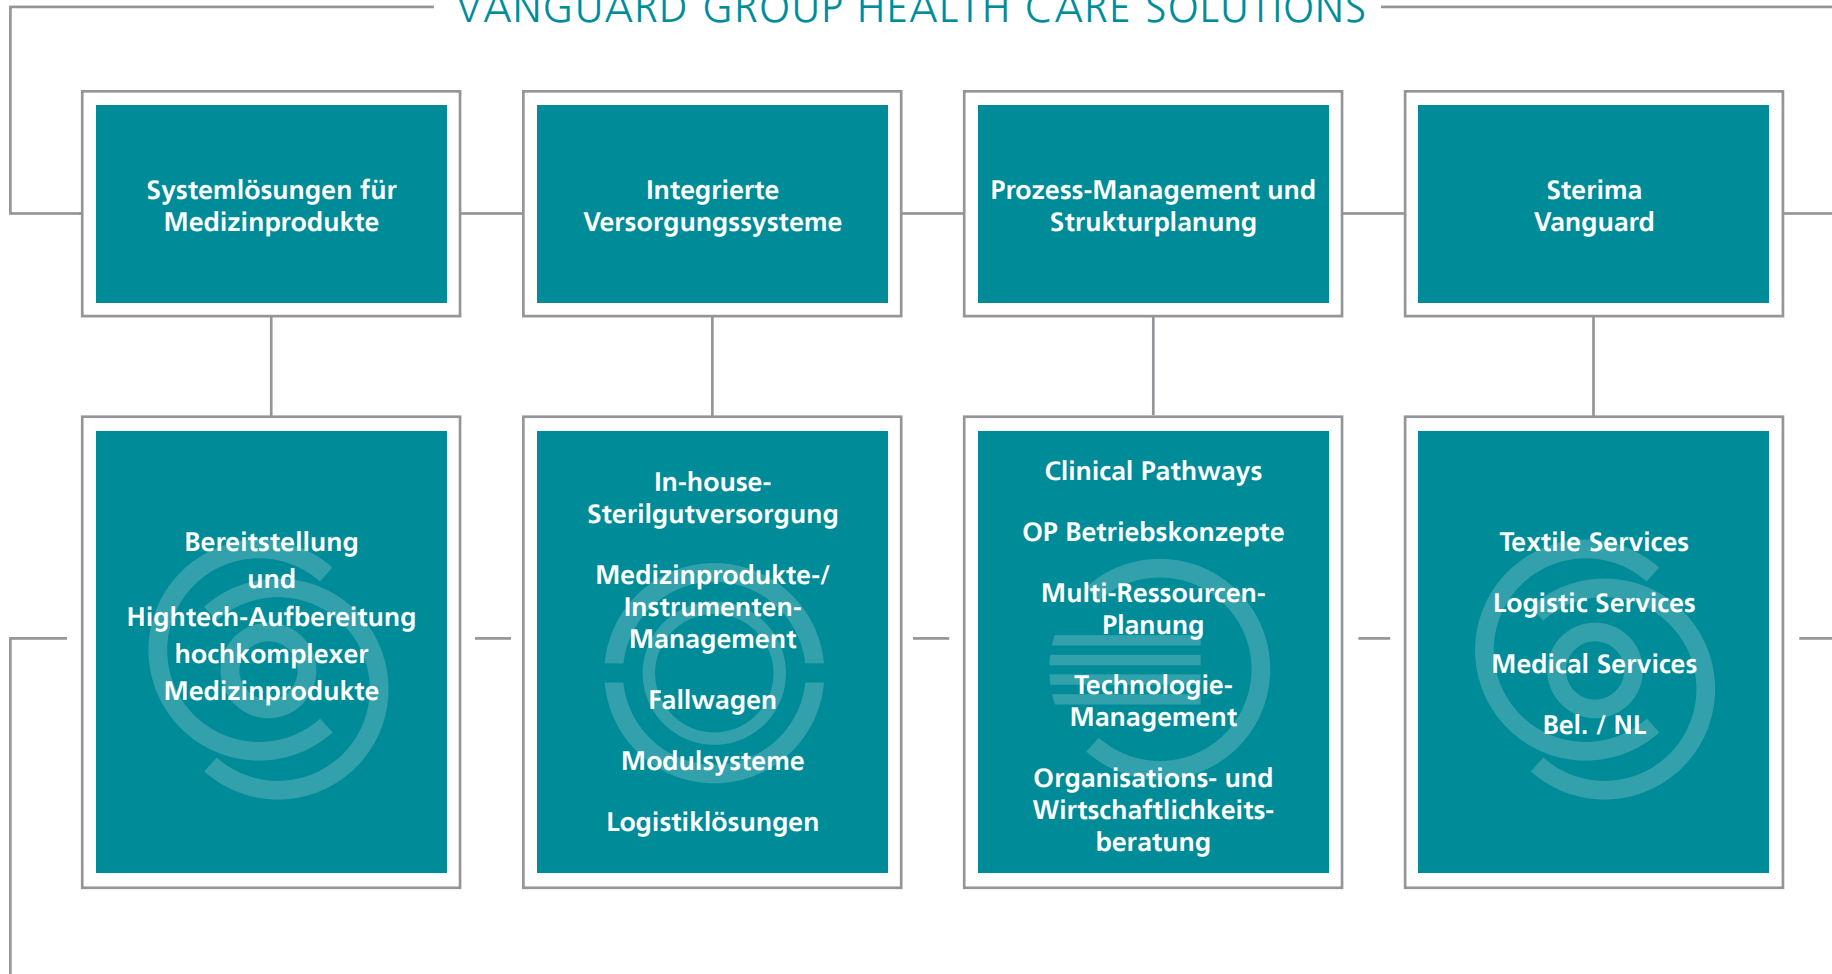 VANGUARD GROUP HEALTH CARE SOLUTIONS
Systemlösungen für
Medizinprodukte
Integrierte
Versorgungssysteme
Prozess-Management und
Strukturplanung
Sterima
Vanguard
Bereitstellung
und
Hightech-Aufbereitung
hochkomplexer
Medizinprodukte
In-house-
Sterilgutversorgung
Medizinprodukte-/
Instrumenten-
Management
Fallwagen
Modulsysteme
Logistiklösungen
Clinical Pathways
OP Betriebskonzepte
Multi-Ressourcen-
Planung
Technologie-
Management
Organisations- und
Wirtschaftlichkeits-
beratung
Textile Services
Logistic Services
Medical Services
Bel. / NL